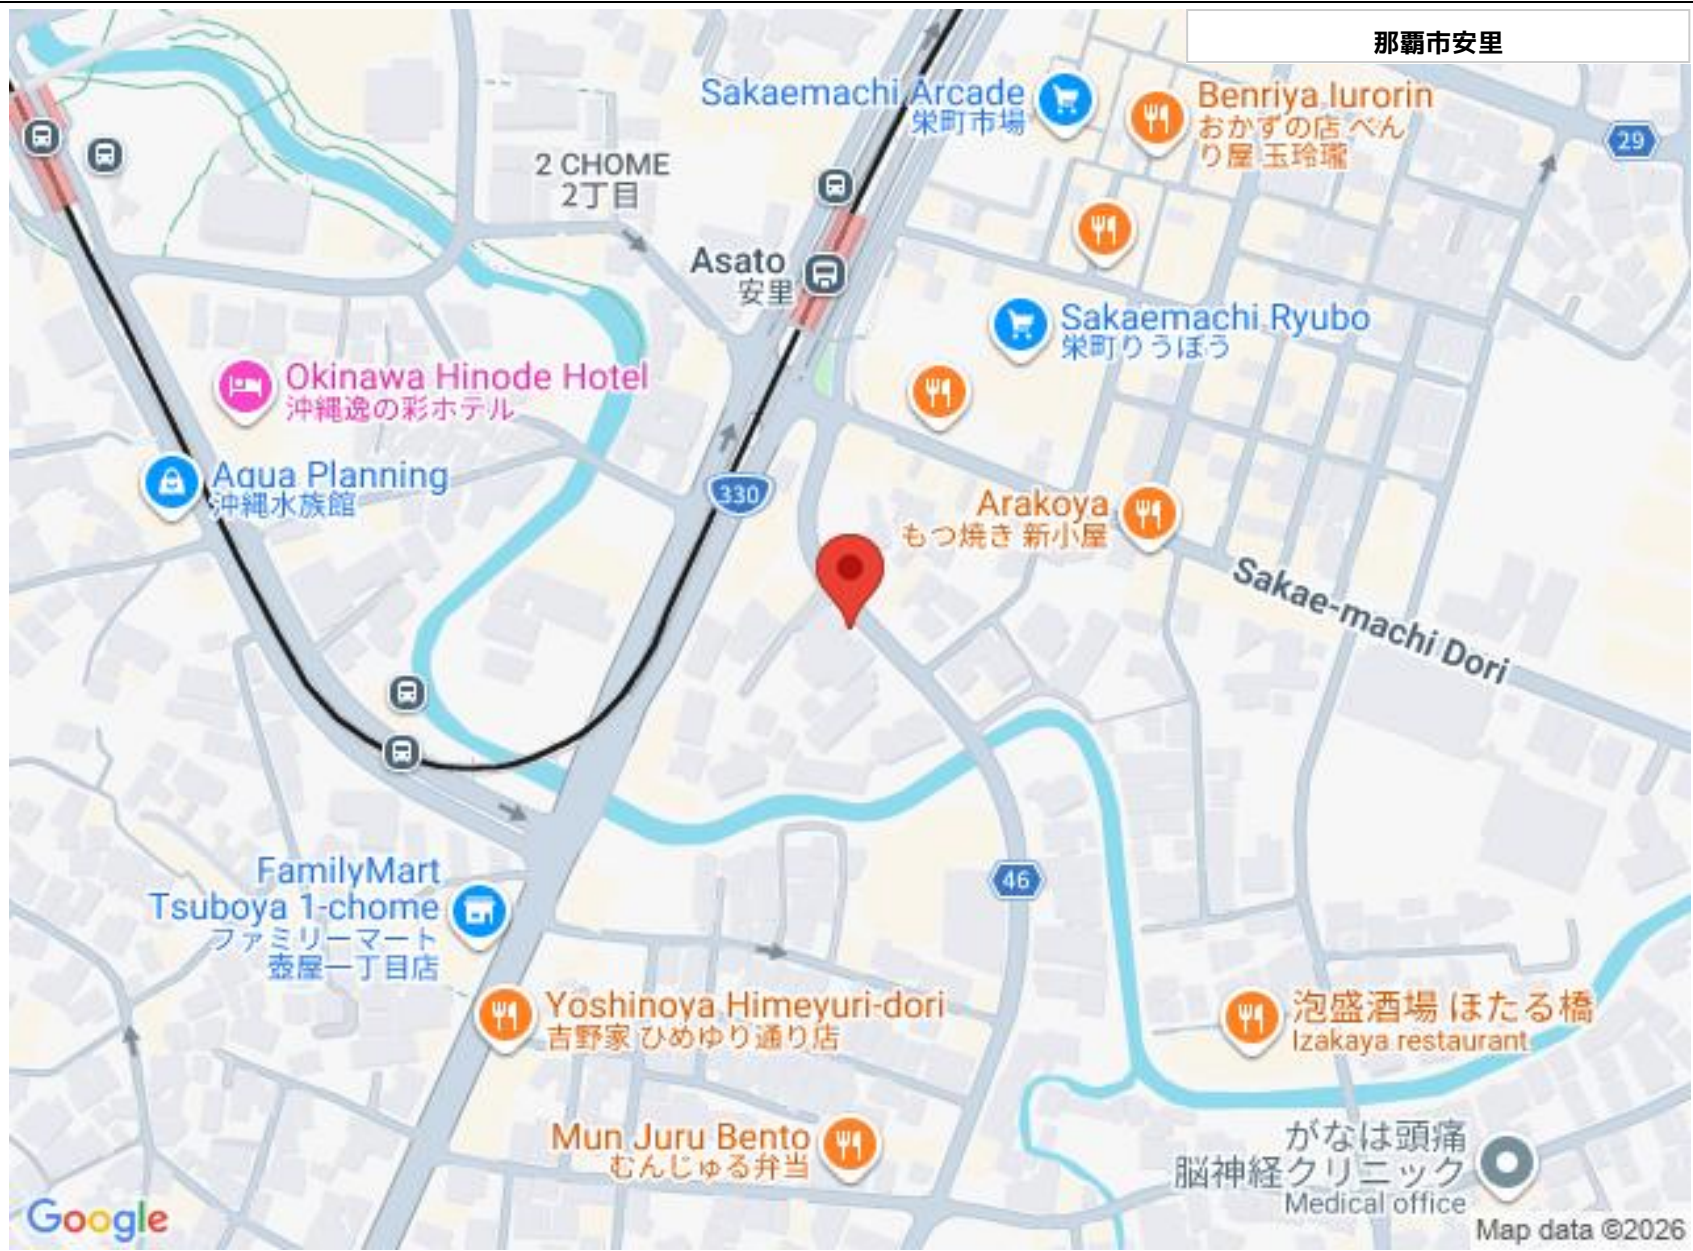 那覇市安里
Sakaemachi Arcade
栄町市場
Benriya Iurorin
おかずの店 べん
り屋 玉玲瓏
29
2 CHOME
2丁目
Asato
安里
Sakaemachi Ryubo
栄町りうぼう
Okinawa Hinode Hotel
沖縄逸の彩ホテル
Aqua Planning
沖縄水族館
330
Arakoya
もつ焼き 新小屋
Sakae-machi Dori
46
FamilyMart
Tsuboya 1-chome
ファミリーマート
壺屋一丁目店
Yoshinoya Himeyuri-dori
吉野家 ひめゆり通り店
泡盛酒場 ほたる橋
Izakaya restaurant
Mun Juru Bento
むんじゅる弁当
がなは頭痛
脳神経クリニック
Medical office
Google
Map data ©2026